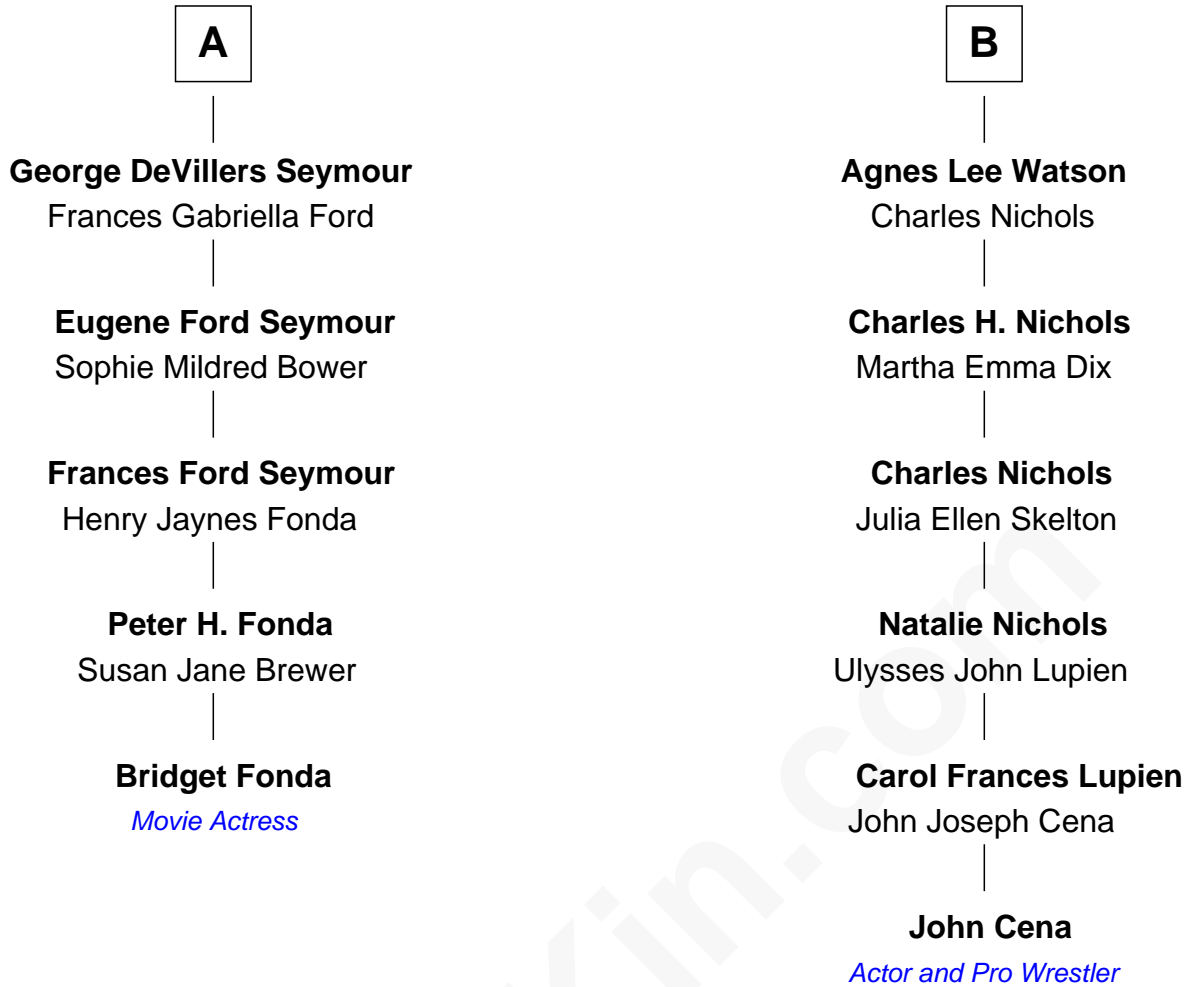 A
George DeVillers Seymour
Frances Gabriella Ford
Eugene Ford Seymour
Sophie Mildred Bower
Frances Ford Seymour
Henry Jaynes Fonda
Peter H. Fonda
Susan Jane Brewer
Bridget Fonda
Movie Actress
B
Agnes Lee Watson
Charles Nichols
Charles H. Nichols
Martha Emma Dix
Charles Nichols
Julia Ellen Skelton
Natalie Nichols
Ulysses John Lupien
Carol Frances Lupien
John Joseph Cena
John Cena
Actor and Pro Wrestler
Kin.com